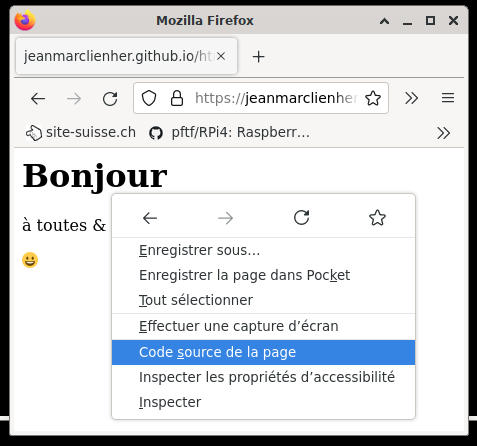 Mozilla Firefox
jeanmarclienher.github.io/ht
https://jeanmarclienher
site-suisse.ch pftf/RPi4: Raspberr…
Bonjour
à toutes &
Enregistrer sous…
Enregistrer la page dans Pocket
Tout sélectionner
Effectuer une capture d’écran
Code source de la page
Inspecter les propriétés d’accessibilité
Inspecter